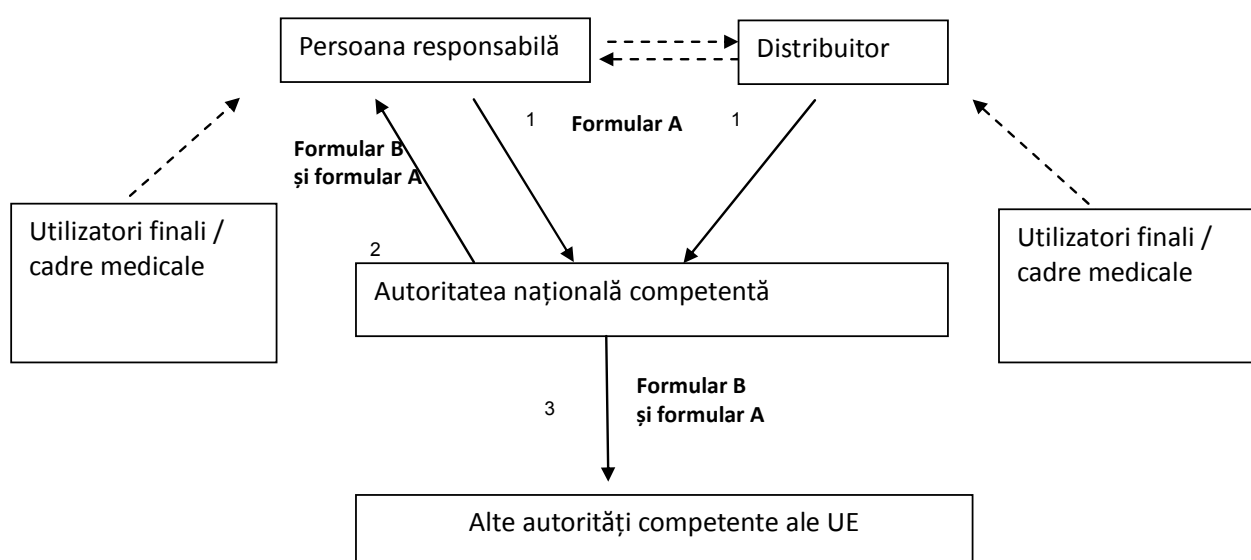 Persoana responsabilă
Distribuitor
1
Formular A
1
Formular B
și formular A
Utilizatori finali /
cadre medicale
Utilizatori finali /
cadre medicale
2
Autoritatea națională competentă
3
Formular B
și formular A
Alte autorități competente ale UE